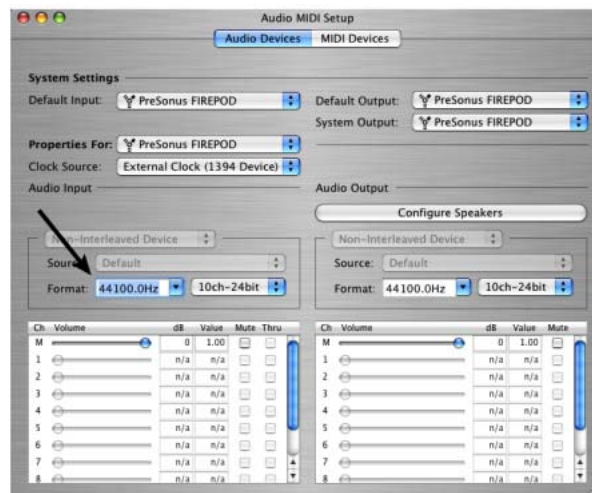 Audio MIDI Setup
Audio Devices MIDI Devices
System Settings
Default Input: PreSonus FIREPOD Default Output: PreSonus FIREPOD
System Output: PreSonus FIREPOD
Properties For: PreSonus FIREPOD
Clock Source: External Clock (1394 Device)
Audio Input Audio Output
Configure Speakers
Non-Interleaved Device Non-Interleaved Device
Source: Default Source: Default
Format: 44100.0Hz 10ch-24bit Format: 44100.0Hz 10ch-24bit
Ch Volume dB Value Mute Thru Ch Volume dB Value Mute
M 0 1.00 M 0 1.00
1 n/a n/a 1 n/a n/a
2 n/a n/a 2 n/a n/a
3 n/a n/a 3 n/a n/a
4 n/a n/a 4 n/a n/a
5 n/a n/a 5 n/a n/a
6 n/a n/a 6 n/a n/a
7 n/a n/a 7 n/a n/a
8 n/a n/a 8 n/a n/a